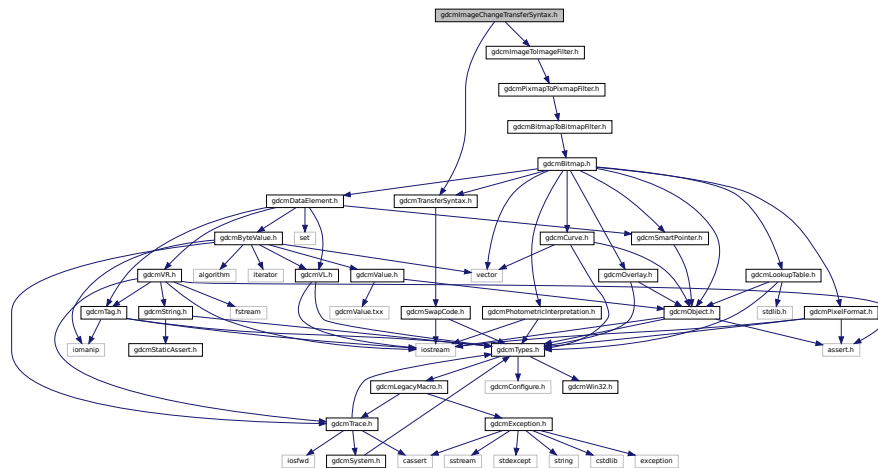 gdcmImageChangeTransferSyntax.h
gdcmImageToImageFilter.h
gdcmPixmapToPixmapFilter.h
gdcmBitmapToBitmapFilter.h
gdcmBitmap.h
gdcmDataElement.h
gdcmTransferSyntax.h
gdcmByteValue.h
set
gdcmCurve.h
gdcmSmartPointer.h
gdcmVR.h
algorithm
iterator
gdcmVL.h
gdcmValue.h
vector
gdcmOverlay.h
gdcmLookupTable.h
gdcmTag.h
gdcmString.h
fstream
gdcmValue.txx
gdcmSwapCode.h
gdcmPhotometricInterpretation.h
gdcmObject.h
stdlib.h
gdcmPixelFormat.h
iomanip
gdcmStaticAssert.h
iostream
gdcmTypes.h
assert.h
gdcmLegacyMacro.h
gdcmConfigure.h
gdcmWin32.h
gdcmTrace.h
gdcmException.h
iosfwd
gdcmSystem.h
cassert
sstream
stdexcept
string
cstdlib
exception